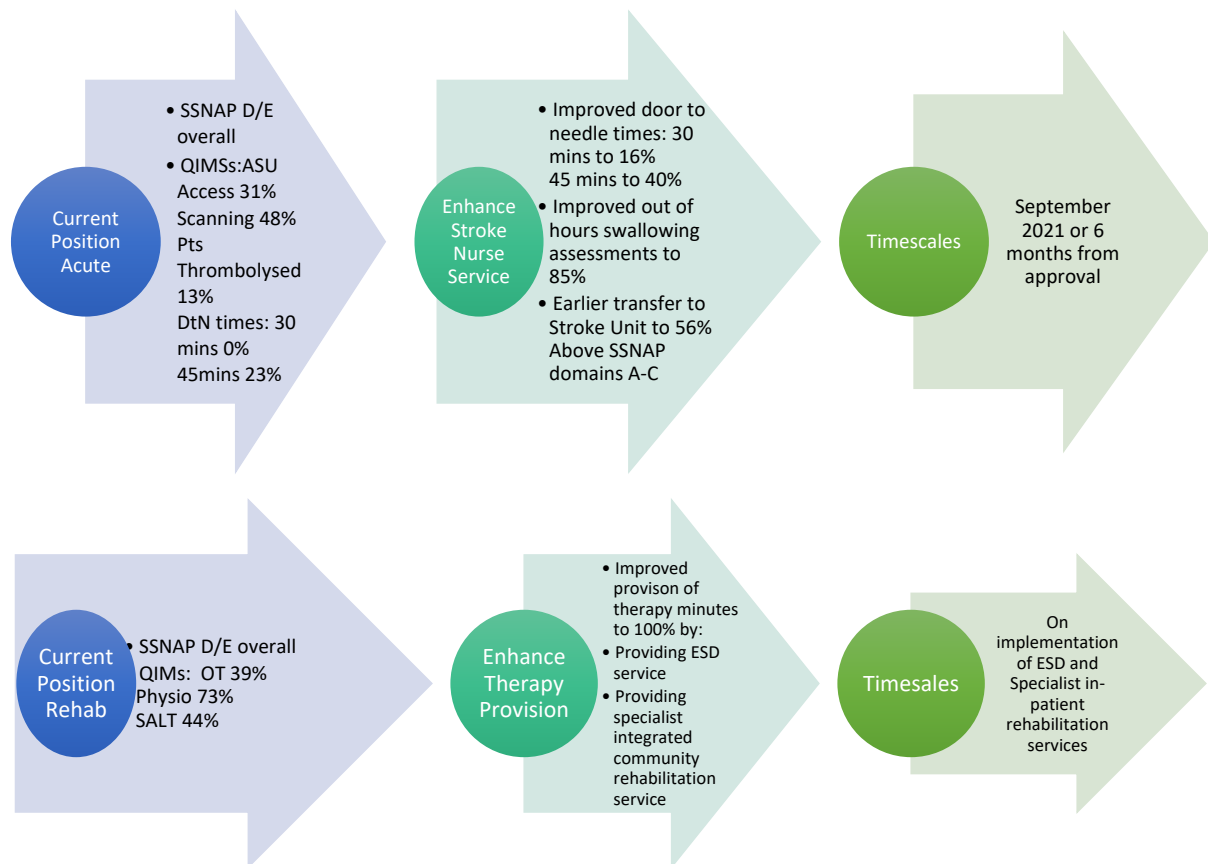 Current
Position
Acute
• SSNAP D/E
overall
• QIMSs:ASU
Access 31%
Scanning 48%
Pts
Thrombolysed
13%
DtN times: 30
mins 0%
45mins 23%
Enhance
Stroke
Nurse
Service
• Improved door to
needle times: 30
mins to 16%
45 mins to 40%
• Improved out of
hours swallowing
assessments to
85%
• Earlier transfer to
Stroke Unit to 56%
Above SSNAP
domains A-C
Timescales
September
2021 or 6
months from
approval
Current
Position
Rehab
• SSNAP D/E overall
QIMs: OT 39%
Physio 73%
SALT 44%
Enhance
Therapy
Provision
• Improved
provison of
therapy minutes
to 100% by:
• Providing ESD
service
• Providing
specialist
integrated
community
rehabilitation
service
Timesales
On
implementation
of ESD and
Specialist in-
patient
rehabilitation
services